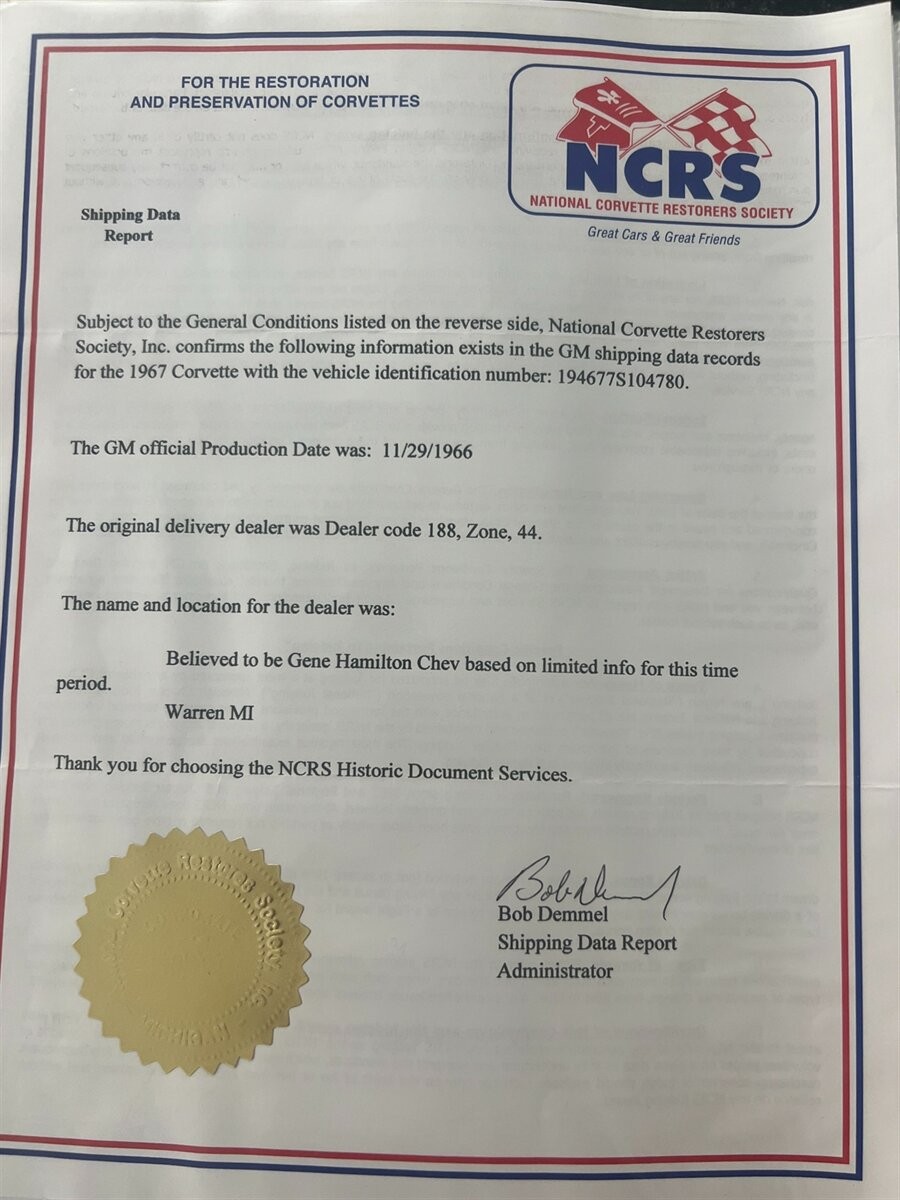 FOR THE RESTORATION
AND PRESERVATION OF CORVETTES
NCRS
NATIONAL CORVETTE RESTORERS SOCIETY
Great Cars & Great Friends
Shipping Data
Report
Subject to the General Conditions listed on the reverse side, National Corvette Restorers
Society, Inc. confirms the following information exists in the GM shipping data records
for the 1967 Corvette with the vehicle identification number: 194677S104780.
The GM official Production Date was: 11/29/1966
The original delivery dealer was Dealer code 188, Zone, 44.
The name and location for the dealer was:
Believed to be Gene Hamilton Chev based on limited info for this time
period.
Warren MI
Thank you for choosing the NCRS Historic Document Services.
Corvette Restorers Society, Inc.
Bob Demmel
Shipping Data Report
Administrator